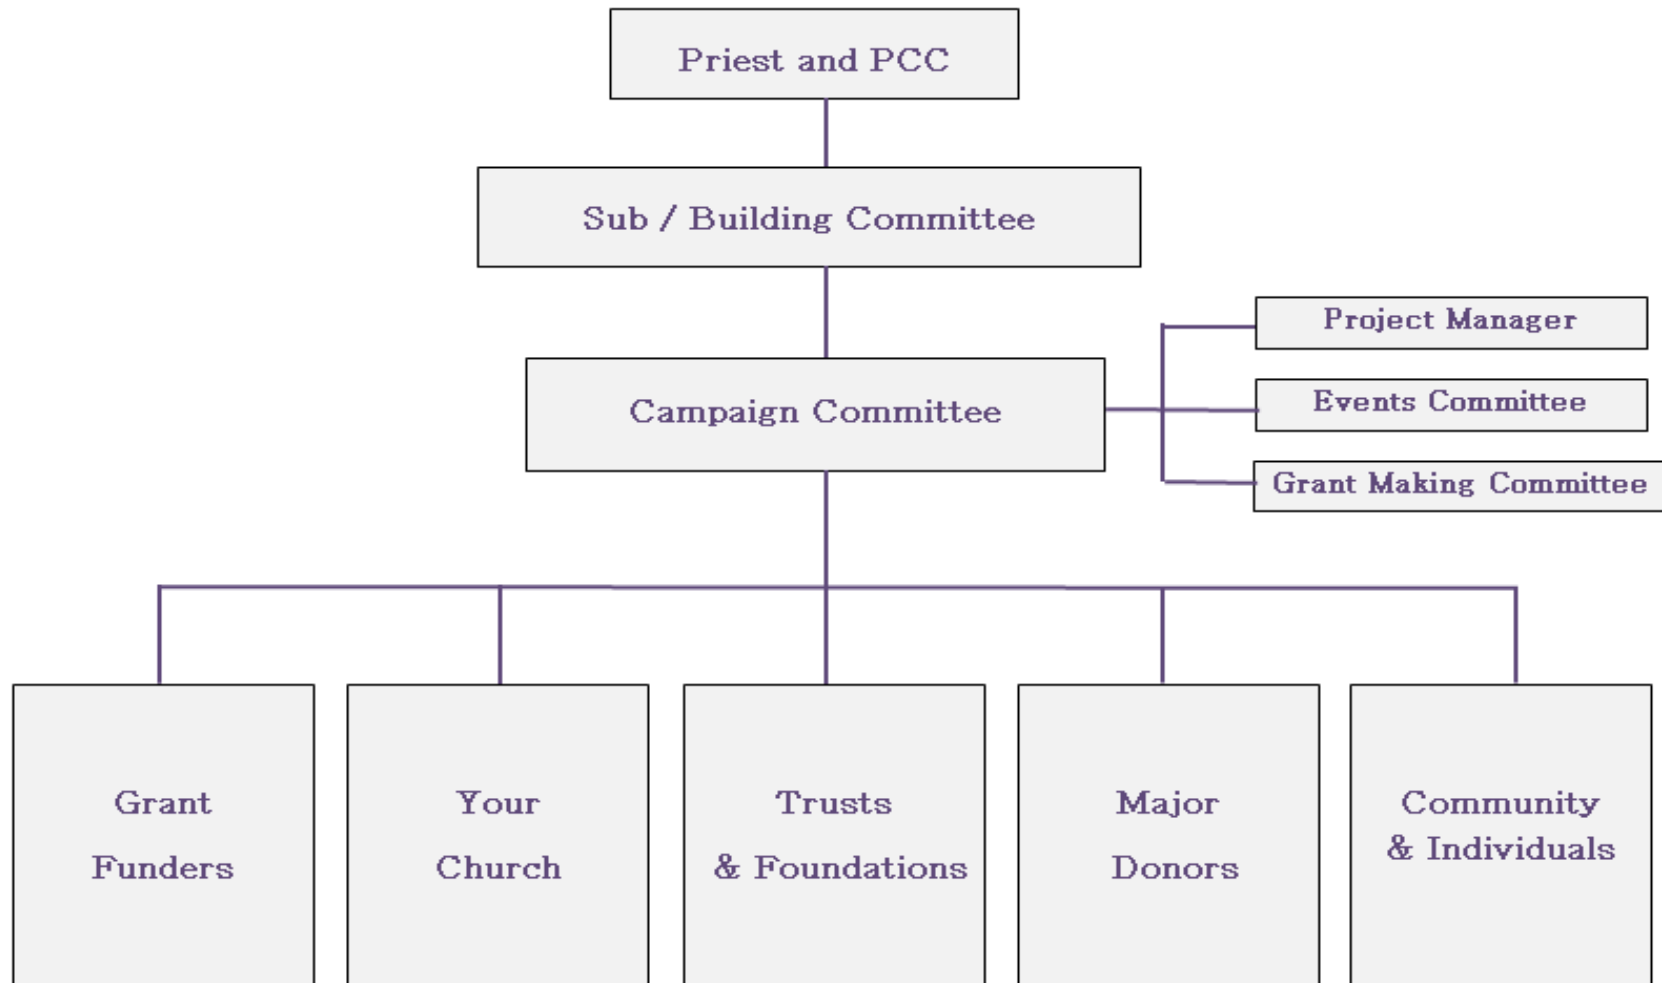 Priest and PCC
Sub / Building Committee
Project Manager
Campaign Committee
Events Committee
Grant Making Committee
Grant
Funders
Your
Church
Trusts
& Foundations
Major
Donors
Community
& Individuals